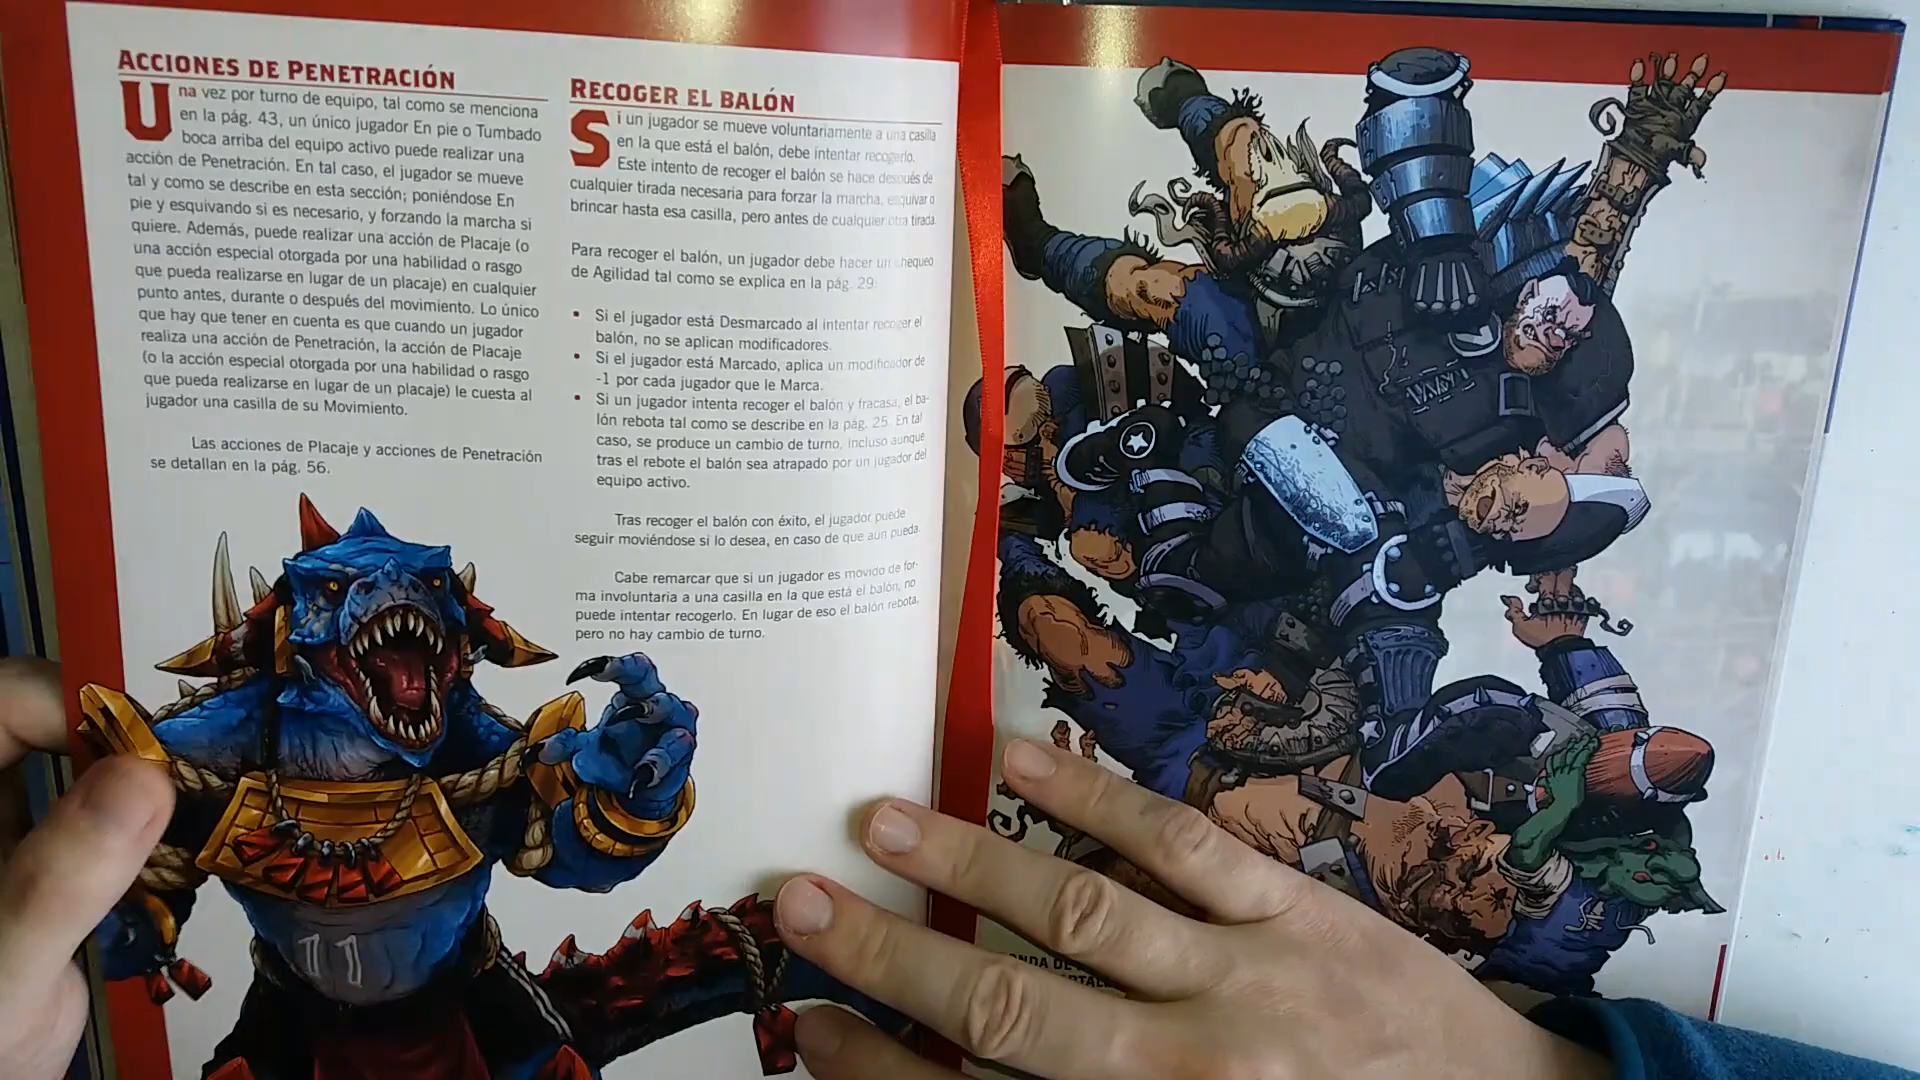 ACCIONES DE PENETRACIÓN
Una vez por turno de equipo, tal como se menciona
en la pág. 43, un único jugador En pie o Tumbado
boca arriba del equipo activo puede realizar una
acción de Penetración. En tal caso, el jugador se mueve
tal y como se describe en esta sección; poniéndose En
pie y esquivando si es necesario, y forzando la marcha si
quiere. Además, puede realizar una acción de Placaje (o
una acción especial otorgada por una habilidad o rasgo
que pueda realizarse en lugar de un placaje) en cualquier
punto antes, durante o después del movimiento. Lo único
que hay que tener en cuenta es que cuando un jugador
realiza una acción de Penetración, la acción de Placaje
(o la acción especial otorgada por una habilidad o rasgo
que pueda realizarse en lugar de un placaje) le cuesta al
jugador una casilla de su Movimiento.
Las acciones de Placaje y acciones de Penetración
se detallan en la pág. 56.
11
RECOGER EL BALÓN
Si un jugador se mueve voluntariamente a una casilla
en la que está el balón, debe intentar recogerlo.
Este intento de recoger el balón se hace después de
cualquier tirada necesaria para forzar la marcha, esquivar o
brincar hasta esa casilla, pero antes de cualquier otra tirada.
Para recoger el balón, un jugador debe hacer un chequeo
de Agilidad tal como se explica en la pág. 29:
• Si el jugador está Desmarcado al intentar recoger el
balón, no se aplican modificadores.
• Si el jugador está Marcado, aplica un modificador de
-1 por cada jugador que le Marca.
• Si un jugador intenta recoger el balón y fracasa, el ba-
lón rebota tal como se describe en la pág. 25. En tal
caso, se produce un cambio de turno, incluso aunque
tras el rebote el balón sea atrapado por un jugador del
equipo activo.
Tras recoger el balón con éxito, el jugador puede
seguir moviéndose si lo desea, en caso de que aún pueda.
Cabe remarcar que si un jugador es movido de for-
ma involuntaria a una casilla en la que está el balón, no
puede intentar recogerlo. En lugar de eso el balón rebota,
pero no hay cambio de turno.